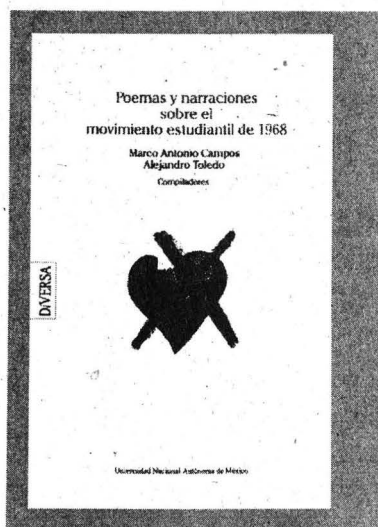 Poemas y narraciones
sobre el
movimiento estudiantil de 1968
Marco Antonio Campos
Alejandro Toledo
Compiladores
DIVERSA
Universidad Nacional Autónoma de México